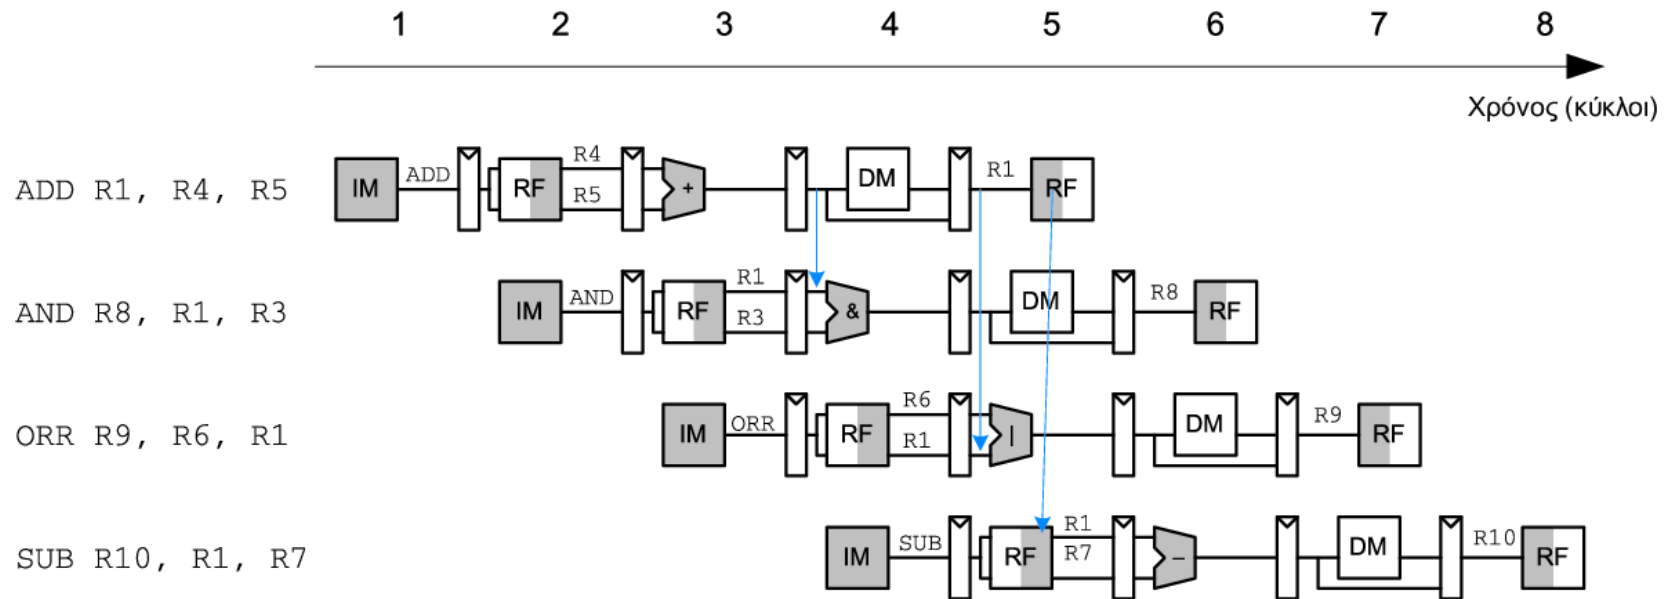 1 2 3 4 5 6 7 8
Χρόνος (κύκλοι)
ADD R1, R4, R5 IM ADD RF R4 R5 + DM R1 RF
AND R8, R1, R3 IM AND RF R1 R3 & DM R8 RF
ORR R9, R6, R1 IM ORR RF R6 R1 | DM R9 RF
SUB R10, R1, R7 IM SUB RF R1 R7 - DM R10 RF